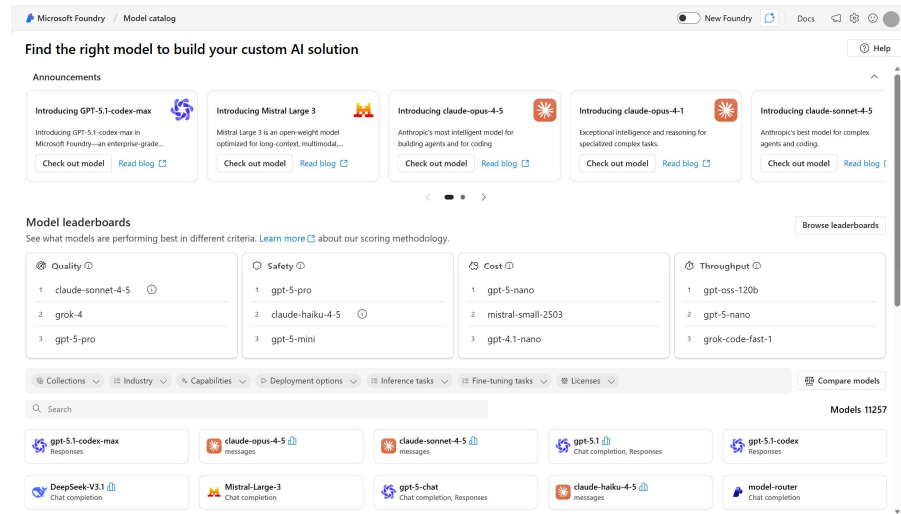 Microsoft Foundry / Model catalog
New Foundry
Docs
Find the right model to build your custom AI solution
Help
Announcements
Introducing GPT-5.1-codex-max
Introducing GPT-5.1-codex-max in
Microsoft Foundry—an enterprise-grade...
Check out model
Read blog
Introducing Mistral Large 3
Mistral Large 3 is an open-weight model
optimized for long-context, multimodal,...
Check out model
Read blog
Introducing claude-opus-4-5
Anthropic's most intelligent model for
building agents and for coding
Check out model
Read blog
Introducing claude-opus-4-1
Exceptional intelligence and reasoning for
specialized complex tasks.
Check out model
Read blog
Introducing claude-sonnet-4-5
Anthropic's best model for complex
agents and coding.
Check out model
Read blog
Model leaderboards
Browse leaderboards
See what models are performing best in different criteria. Learn more about our scoring methodology.
Quality
1 claude-sonnet-4-5
2 grok-4
3 gpt-5-pro
Safety
1 gpt-5-pro
2 claude-haiku-4-5
3 gpt-5-mini
Cost
1 gpt-5-nano
2 mistral-small-2503
3 gpt-4.1-nano
Throughput
1 gpt-oss-120b
2 gpt-5-nano
3 grok-code-fast-1
Collections
Industry
Capabilities
Deployment options
Inference tasks
Fine-tuning tasks
Licenses
Compare models
Search
Models 11257
gpt-5.1-codex-max
Responses
claude-opus-4-5
messages
claude-sonnet-4-5
messages
gpt-5.1
Chat completion, Responses
gpt-5.1-codex
Responses
DeepSeek-V3.1
Chat completion
Mistral-Large-3
Chat completion
gpt-5-chat
Chat completion, Responses
claude-haiku-4-5
messages
model-router
Chat completion